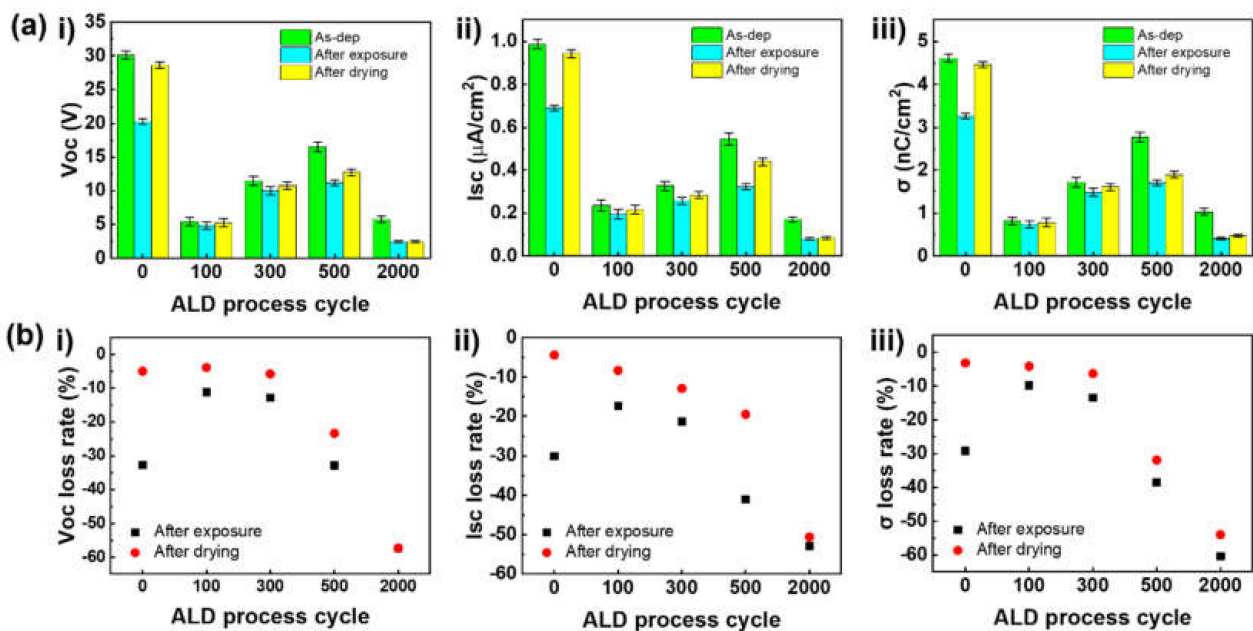 (a) i)
35
30
25
20
15
10
5
0
Voc (V)
As-dep
After exposure
After drying
0 100 300 500 2000
ALD process cycle
ii)
1.0
0.8
0.6
0.4
0.2
0.0
Isc (μA/cm²)
As-dep
After exposure
After drying
0 100 300 500 2000
ALD process cycle
iii)
5
4
3
2
1
0
σ (nC/cm²)
As-dep
After exposure
After drying
0 100 300 500 2000
ALD process cycle
(b) i)
0
-10
-20
-30
-40
-50
-60
Voc loss rate (%)
After exposure
After drying
0 100 300 500 2000
ALD process cycle
ii)
0
-10
-20
-30
-40
-50
-60
Isc loss rate (%)
After exposure
After drying
0 100 300 500 2000
ALD process cycle
iii)
0
-10
-20
-30
-40
-50
-60
σ loss rate (%)
After exposure
After drying
0 100 300 500 2000
ALD process cycle